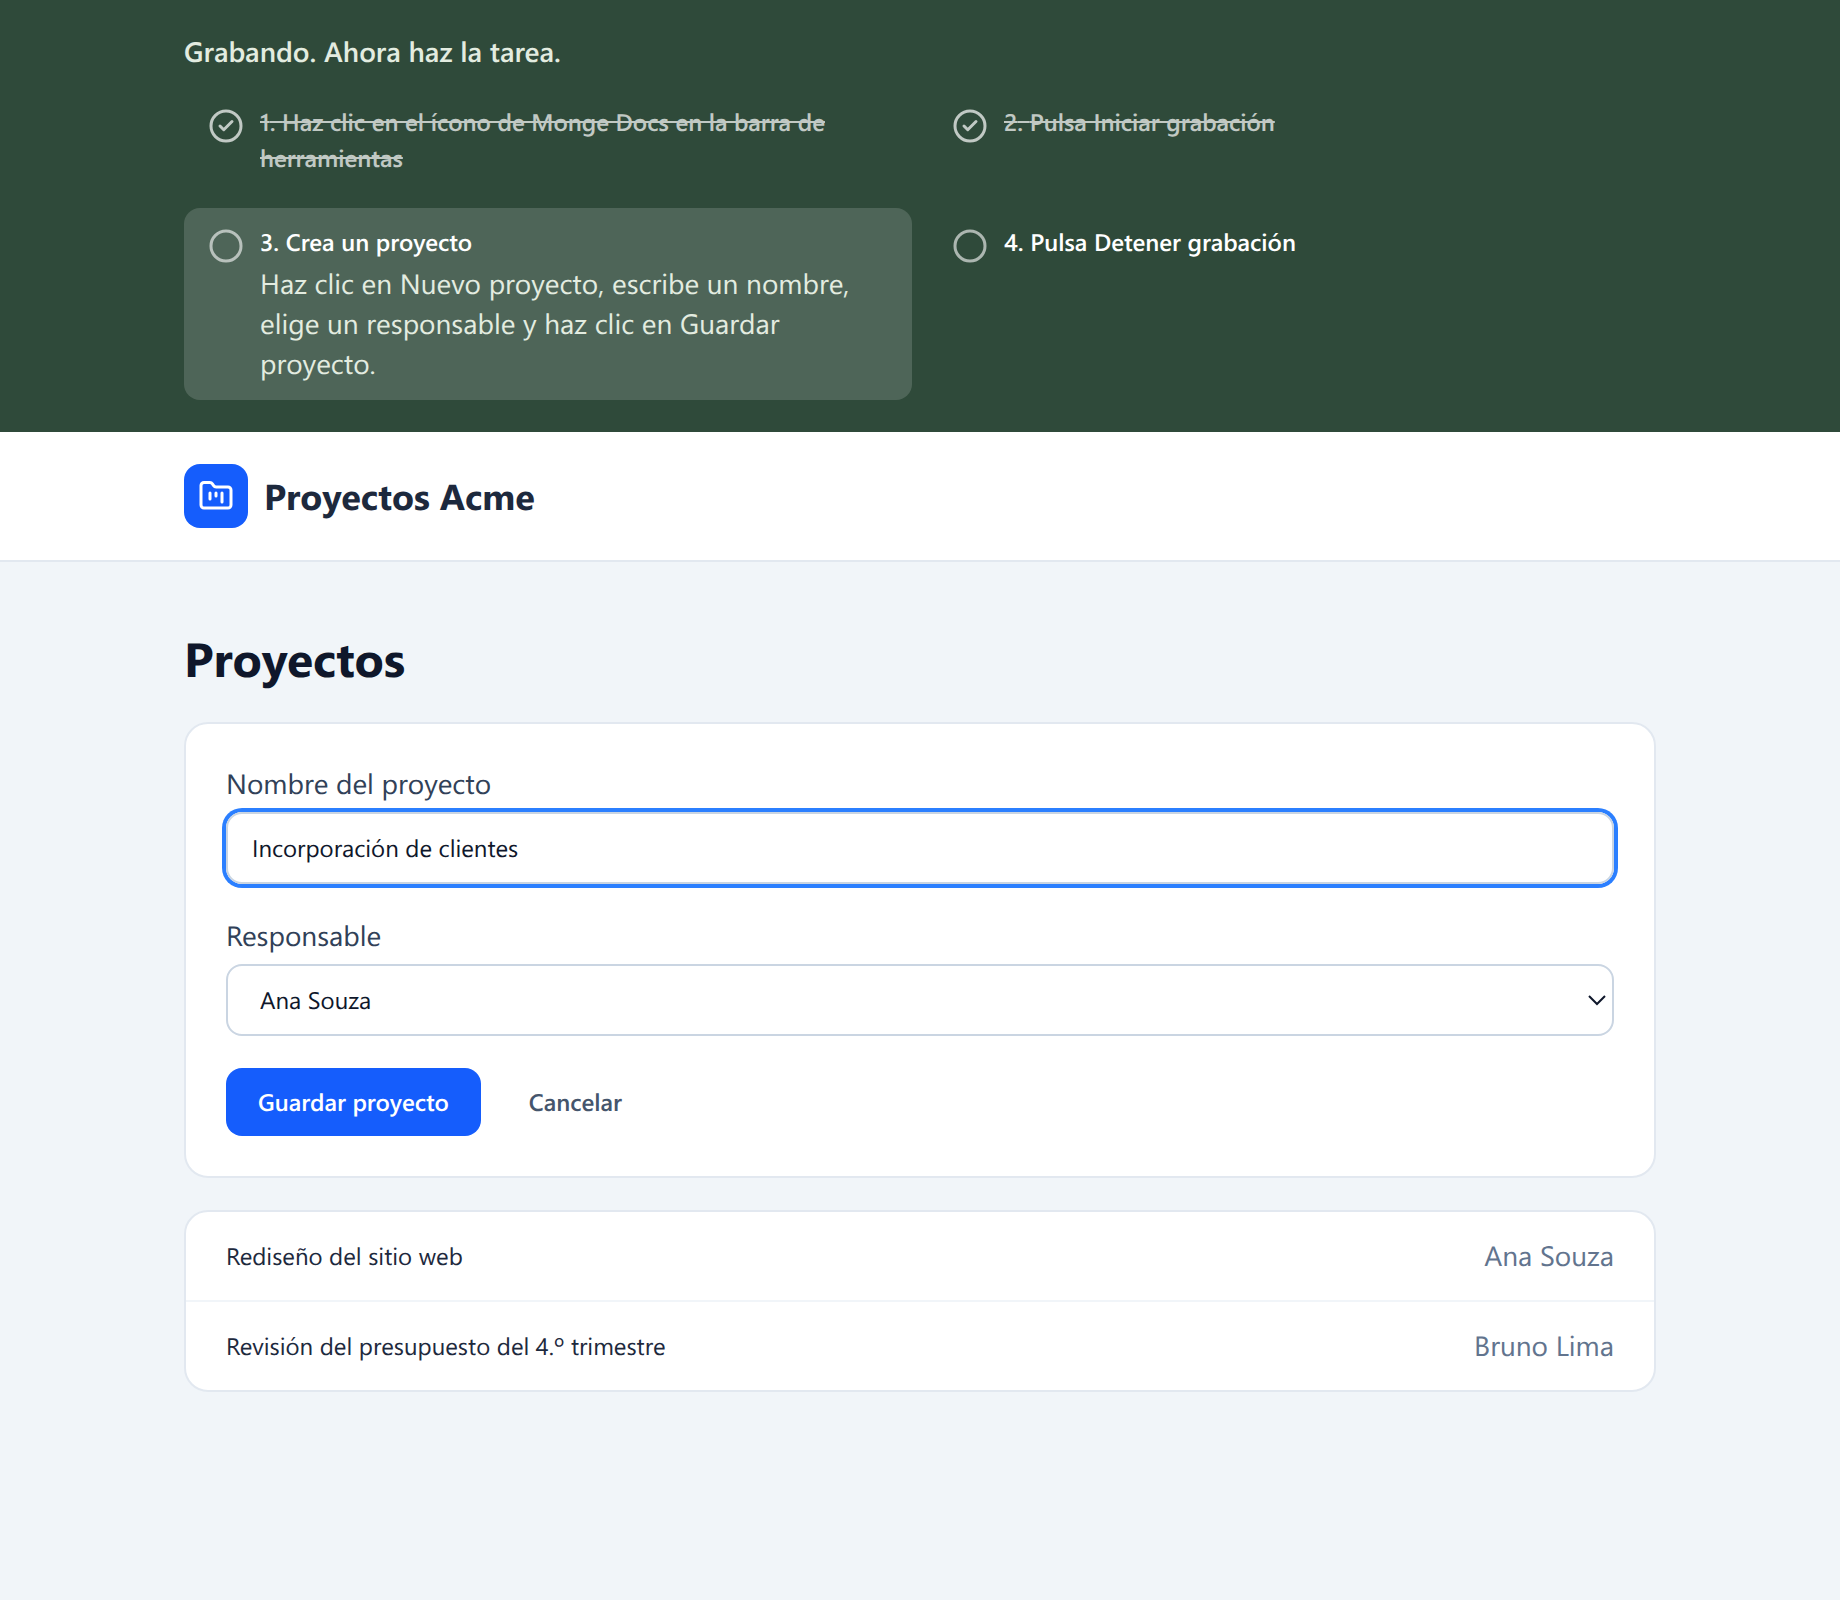 Grabando. Ahora haz la tarea.
1. Haz clic en el ícono de Monge Docs en la barra de
herramientas
2. Pulsa Iniciar grabación
3. Crea un proyecto
Haz clic en Nuevo proyecto, escribe un nombre,
elige un responsable y haz clic en Guardar
proyecto.
4. Pulsa Detener grabación
Proyectos Acme
Proyectos
Nombre del proyecto
Incorporación de clientes
Responsable
Ana Souza
Guardar proyecto
Cancelar
Rediseño del sitio web
Ana Souza
Revisión del presupuesto del 4.º trimestre
Bruno Lima